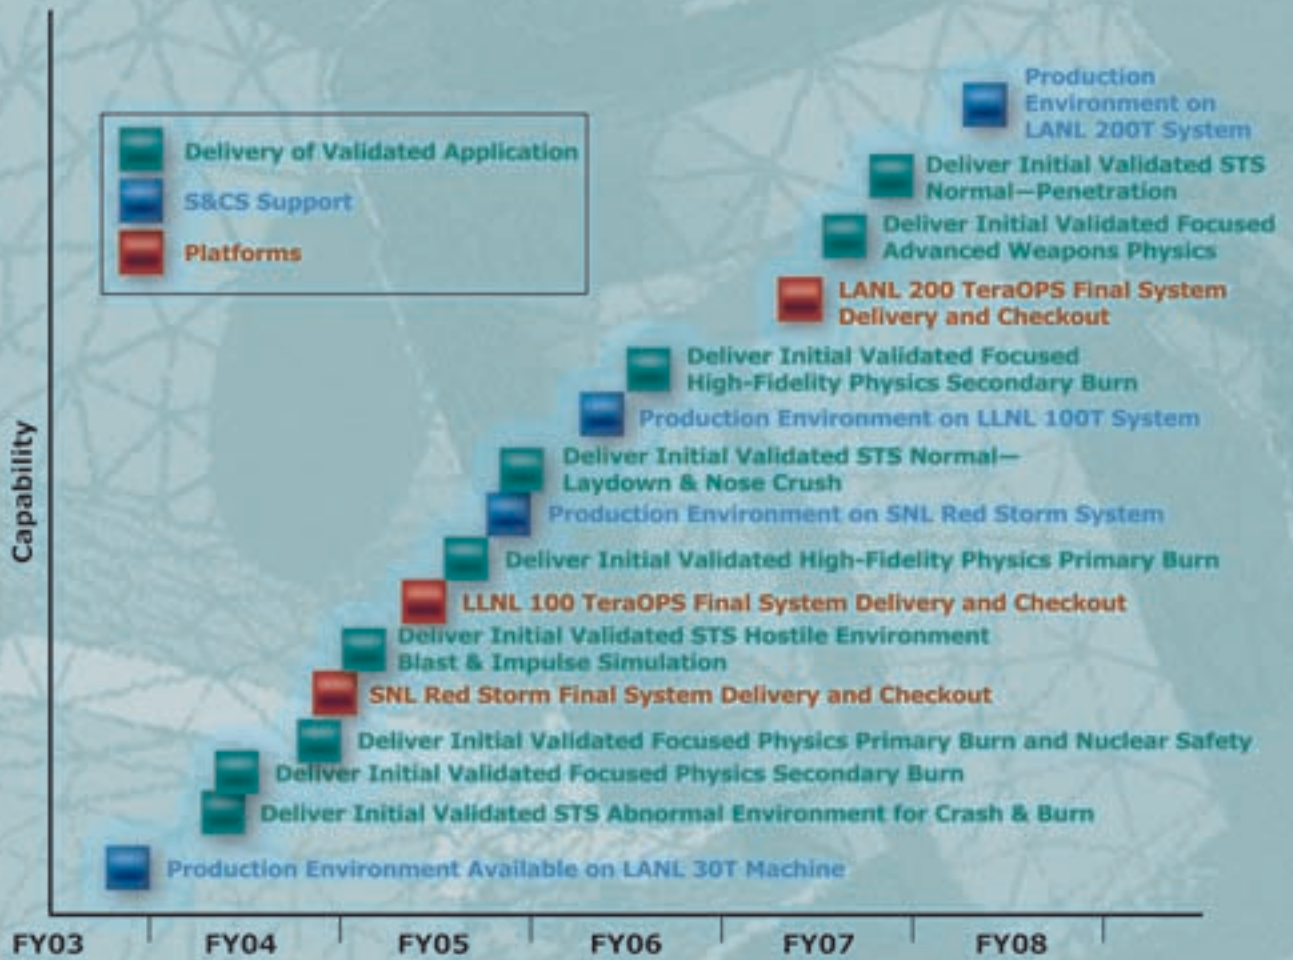 Production
Environment on
LANL 200T System
Delivery of Validated Application
S&CS Support
Platforms
Deliver Initial Validated STS
Normal—Penetration
Deliver Initial Validated Focused
Advanced Weapons Physics
LANL 200 TeraOPS Final System
Delivery and Checkout
Deliver Initial Validated Focused
High-Fidelity Physics Secondary Burn
Production Environment on LLNL 100T System
Deliver Initial Validated STS Normal—
Laydown & Nose Crush
Production Environment on SNL Red Storm System
Deliver Initial Validated High-Fidelity Physics Primary Burn
LLNL 100 TeraOPS Final System Delivery and Checkout
Deliver Initial Validated STS Hostile Environment
Blast & Impulse Simulation
SNL Red Storm Final System Delivery and Checkout
Deliver Initial Validated Focused Physics Primary Burn and Nuclear Safety
Deliver Initial Validated Focused Physics Secondary Burn
Deliver Initial Validated STS Abnormal Environment for Crash & Burn
Production Environment Available on LANL 30T Machine
Capability
FY03 FY04 FY05 FY06 FY07 FY08